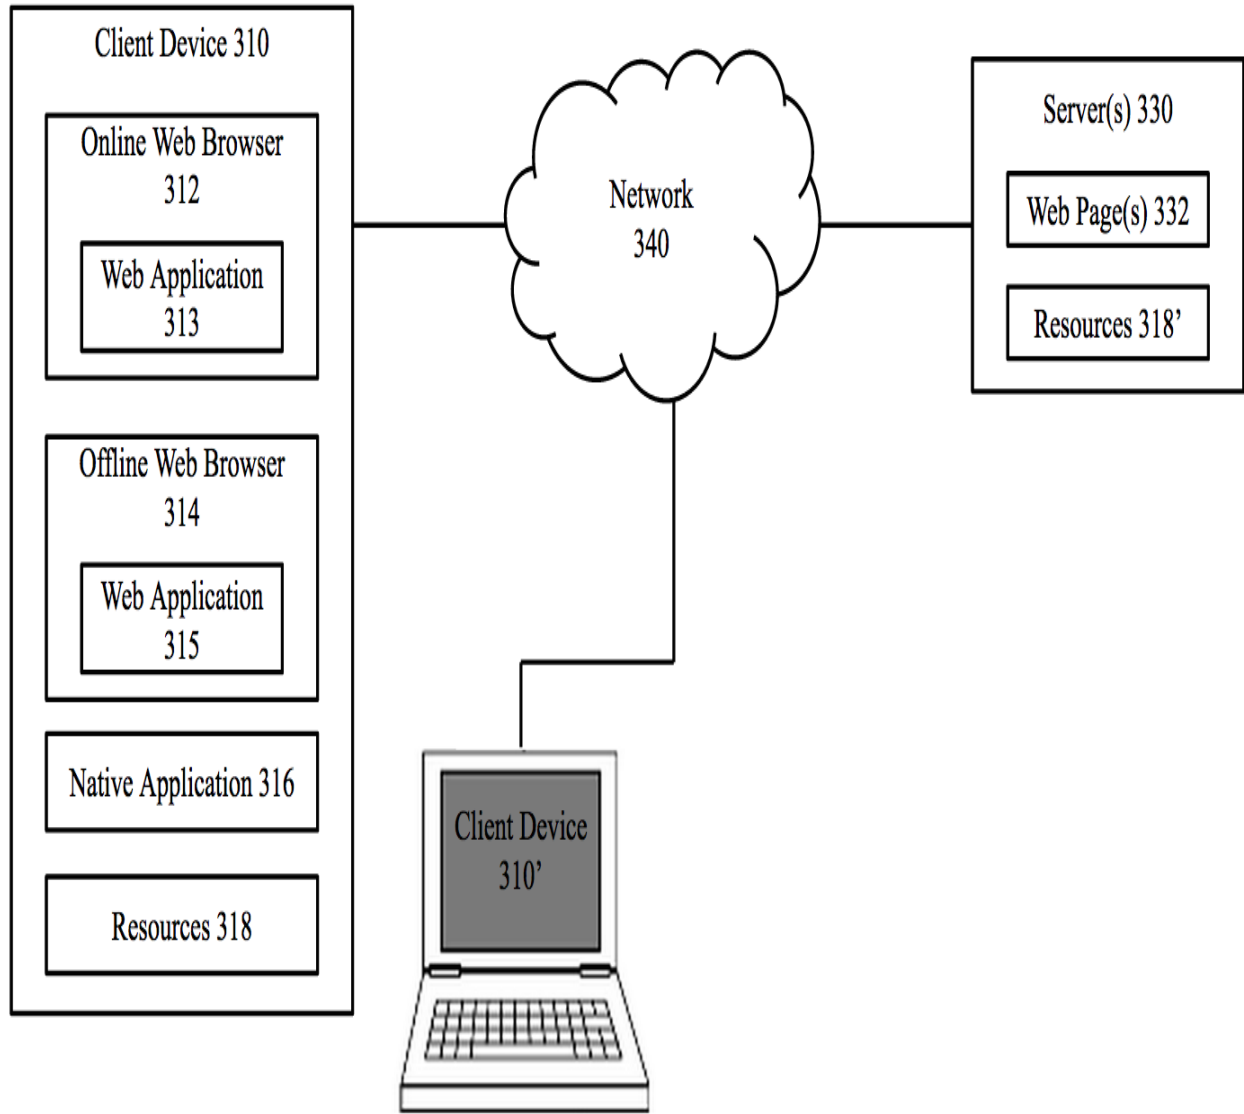 Client Device 310
Online Web Browser
312
Web Application
313
Offline Web Browser
314
Web Application
315
Native Application 316
Resources 318
Network
340
Server(s) 330
Web Page(s) 332
Resources 318’
Client Device
310’